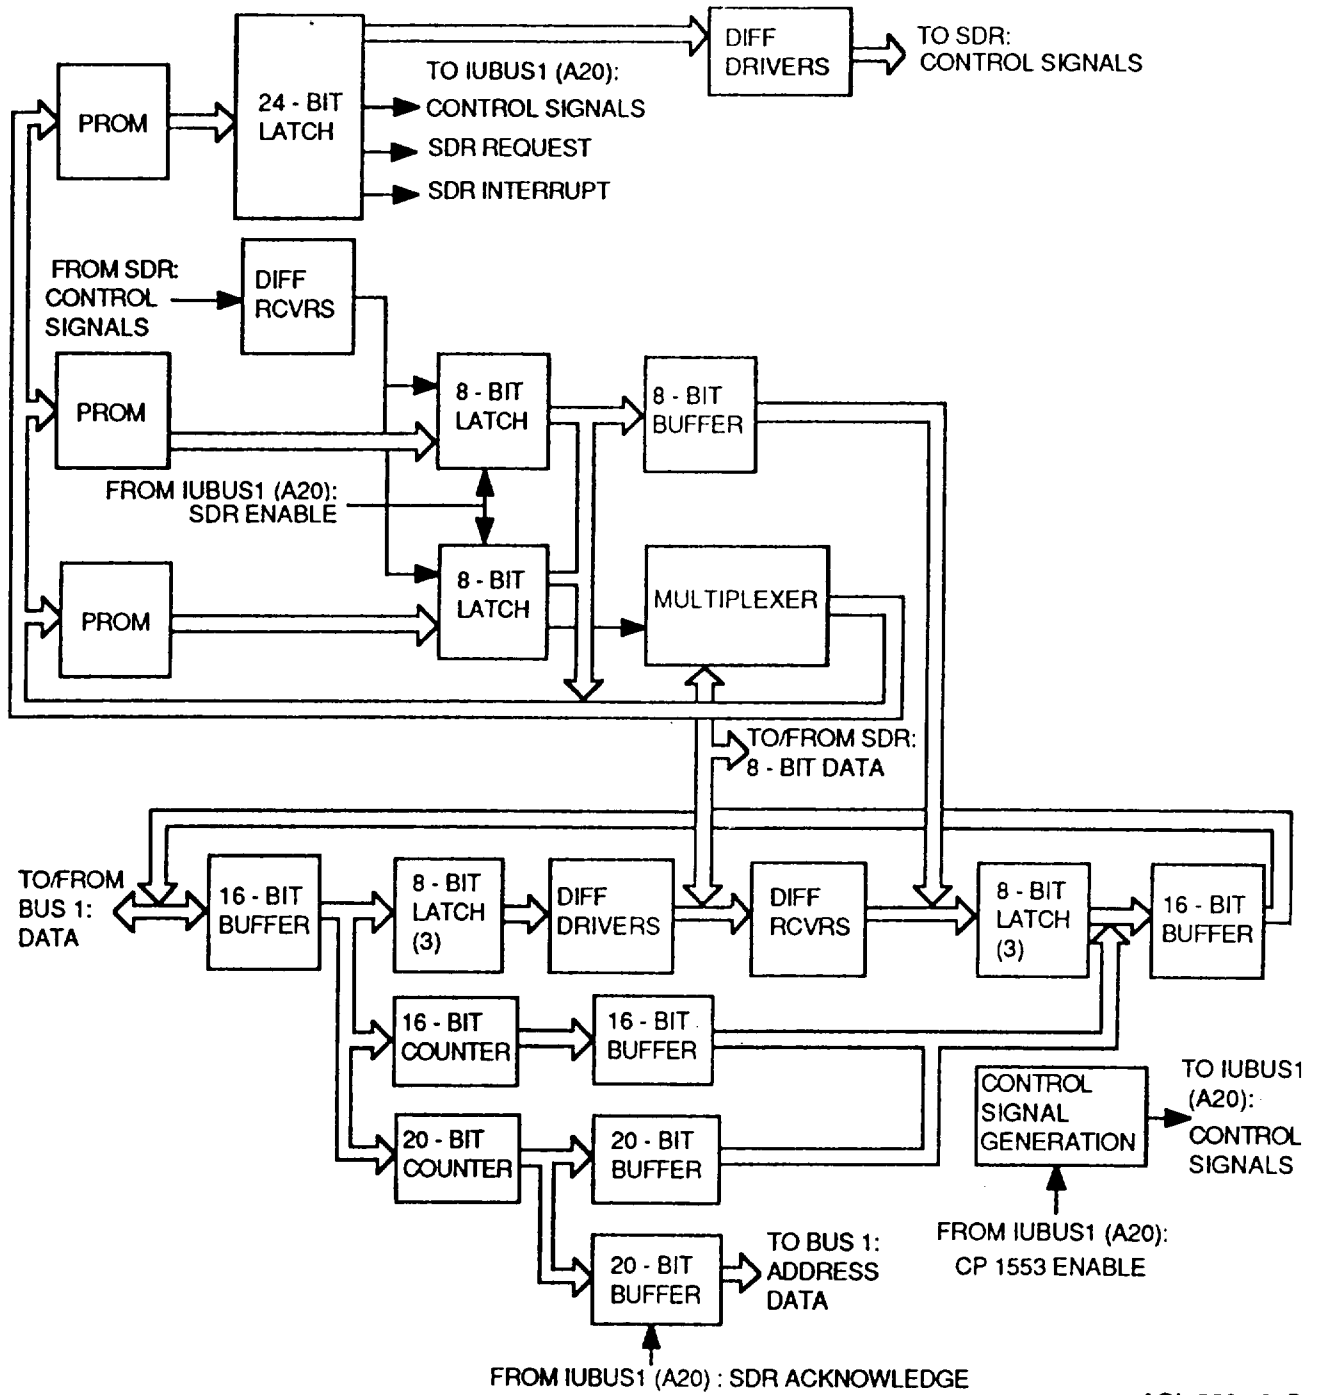 DIFF
DRIVERS
TO SDR:
CONTROL SIGNALS
TO IUBUS1 (A20):
CONTROL SIGNALS
SDR REQUEST
SDR INTERRUPT
PROM
24 - BIT
LATCH
FROM SDR:
CONTROL
SIGNALS
DIFF
RCVRS
PROM
8 - BIT
LATCH
8 - BIT
BUFFER
FROM IUBUS1 (A20):
SDR ENABLE
PROM
8 - BIT
LATCH
MULTIPLEXER
TO/FROM SDR:
8 - BIT DATA
TO/FROM
BUS 1:
DATA
16 - BIT
BUFFER
8 - BIT
LATCH
(3)
DIFF
DRIVERS
DIFF
RCVRS
8 - BIT
LATCH
(3)
16 - BIT
BUFFER
16 - BIT
COUNTER
16 - BIT
BUFFER
CONTROL
SIGNAL
GENERATION
TO IUBUS1
(A20):
CONTROL
SIGNALS
20 - BIT
COUNTER
20 - BIT
BUFFER
FROM IUBUS1 (A20):
CP 1553 ENABLE
20 - BIT
BUFFER
TO BUS 1:
ADDRESS
DATA
FROM IUBUS1 (A20) : SDR ACKNOWLEDGE